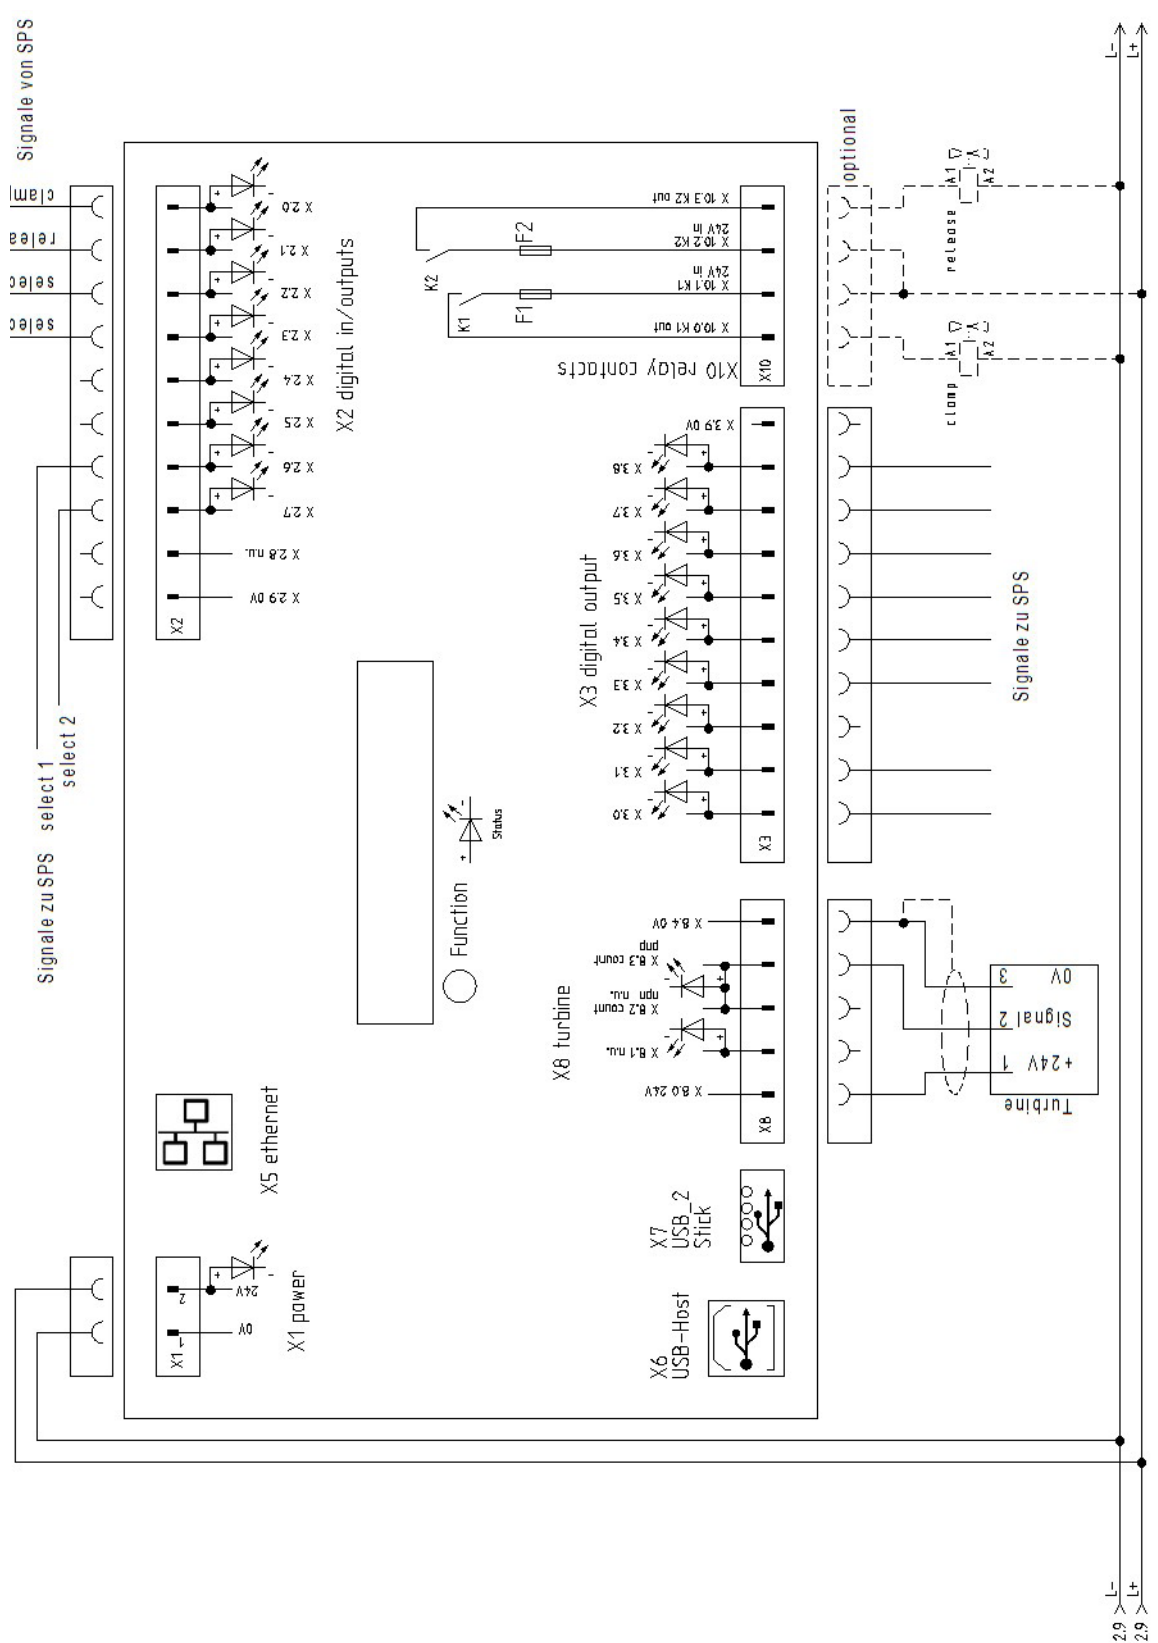 Signale von SPS
X 2.0
X 2.1
X 2.2
X 2.3
X 2.4
X 2.5
X 2.6
X 2.7
X 2.8 n.u.
X 2.9 0V
X2
X2 digital in/outputs
Signale zu SPS
select 1
select 2
X 10.3 K2 out
X 10.2 K2
24V in
X 10.1 K1
24V in
X 10.0 K1 out
X10
X10 relay contacts
K2
F2
K1
F1
optional
release
A1
A2
clamp
A1
A2
L-
L+
X 3.9 0V
X 3.8
X 3.7
X 3.6
X 3.5
X 3.4
X 3.3
X 3.2
X 3.1
X 3.0
X3
X3 digital output
Signale zu SPS
Status
Function
X 8.4 0V
X 8.3 count
pnp
X 8.2 count
npn n.u.
X 8.1 n.u.
X 8.0 24V
X8
X8 turbine
3 0V
2 Signal
1 +24V
Turbine
X5 ethernet
X7
USB_2
Stick
X6
USB-Host
2
24V
1
0V
X1
X1 power
L-
L+
2.9
2.9